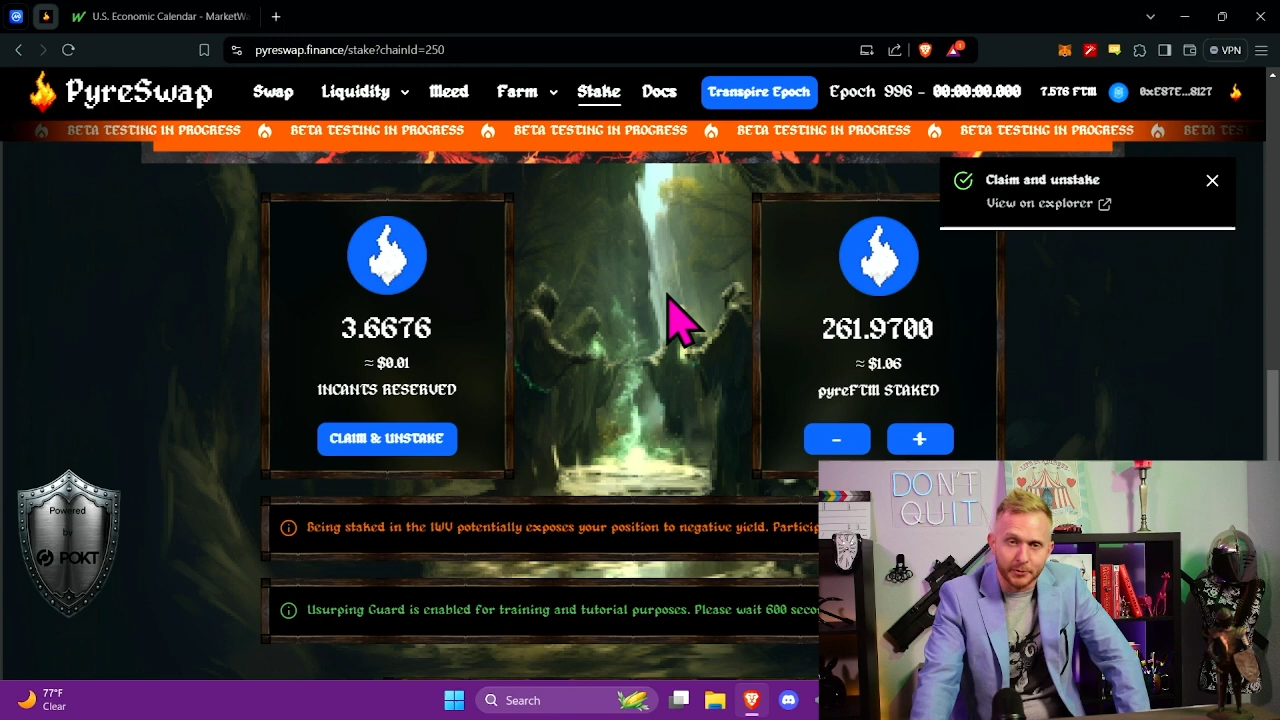 U.S. Economic Calendar - MarketWa
pyreswap.finance/stake?chainId=250
VPN
PyreSwap
Swap
Liquidity
Meed
Farm
Stake
Docs
Transpire Epoch
Epoch 996 - 00:00:00.000
7.576 FTM
0xE87E...8127
BETA TESTING IN PROGRESS
BETA TESTING IN PROGRESS
BETA TESTING IN PROGRESS
BETA TESTING IN PROGRESS
BETA TESTING IN PROGRESS
BETA TEST
Claim and unstake
View on explorer
3.6676
≈ $0.01
INCANTS RESERVED
CLAIM & UNSTAKE
261.9700
≈ $1.06
pyreFTM STAKED
-
+
Powered
by
POKT
Being staked in the IWV potentially exposes your position to negative yield. Particip
Usurping Guard is enabled for training and tutorial purposes. Please wait 600 seco
DON'T
QUIT
77°F
Clear
Search